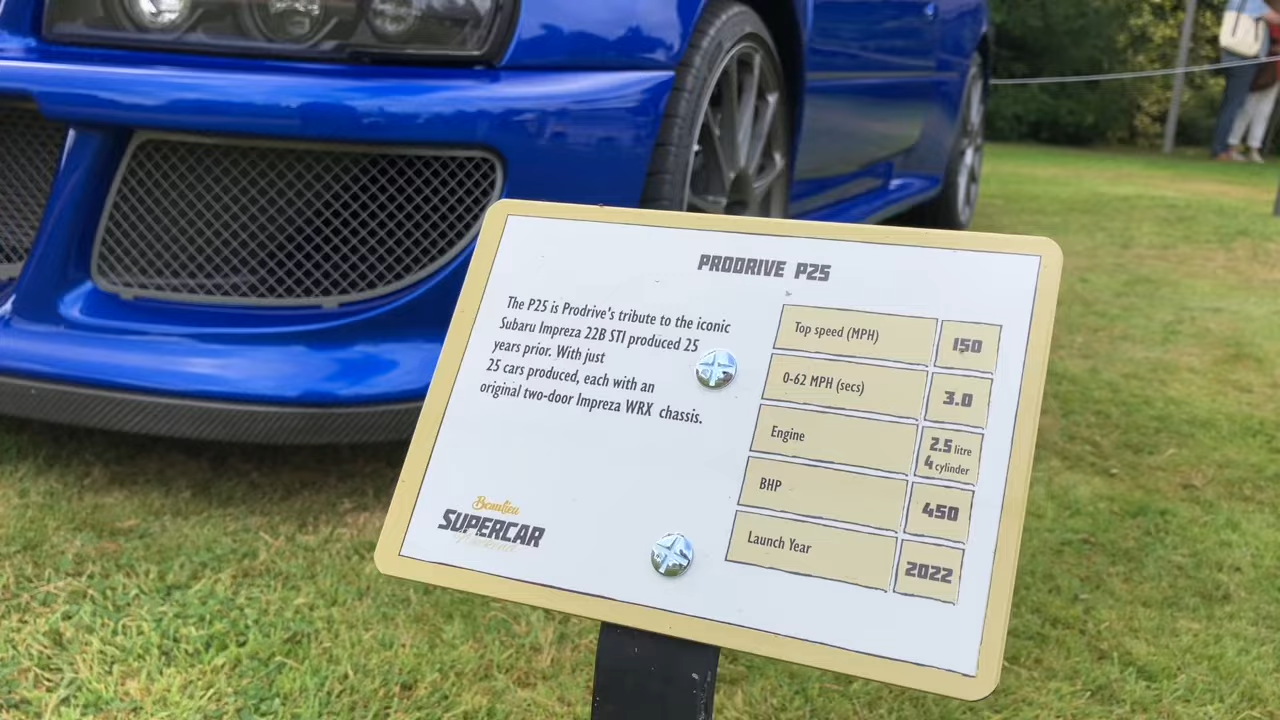 PRODRIVE P25
The P25 is Prodrive's tribute to the iconic
Subaru Impreza 22B STI produced 25
years prior. With just
25 cars produced, each with an
original two-door Impreza WRX chassis.
Top speed (MPH) 150
0-62 MPH (secs) 3.0
Engine 2.5 litre
4 cylinder
BHP 450
Launch Year 2022
Beaulieu
SUPERCAR